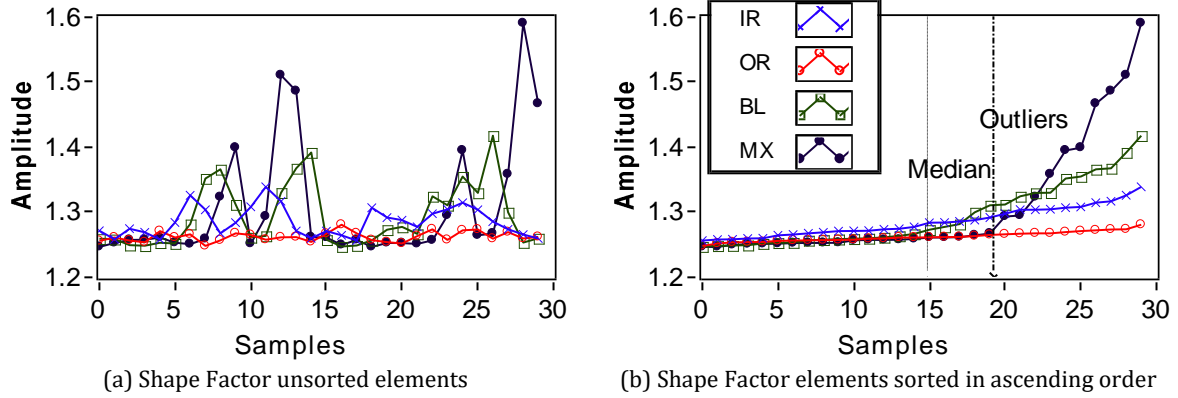 1.6
1.5
1.4
1.3
1.2
Amplitude
0 5 10 15 20 25 30
Samples
(a) Shape Factor unsorted elements
1.6
1.5
1.4
1.3
1.2
Amplitude
IR
OR
BL
MX
Outliers
Median
0 5 10 15 20 25 30
Samples
(b) Shape Factor elements sorted in ascending order